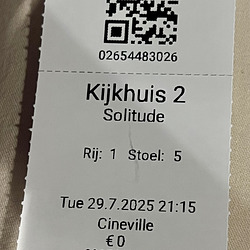 02654483026
Kijkhuis 2
Solitude
Rij: 1 Stoel: 5
Tue 29.7.2025 21:15
Cineville
€ 0